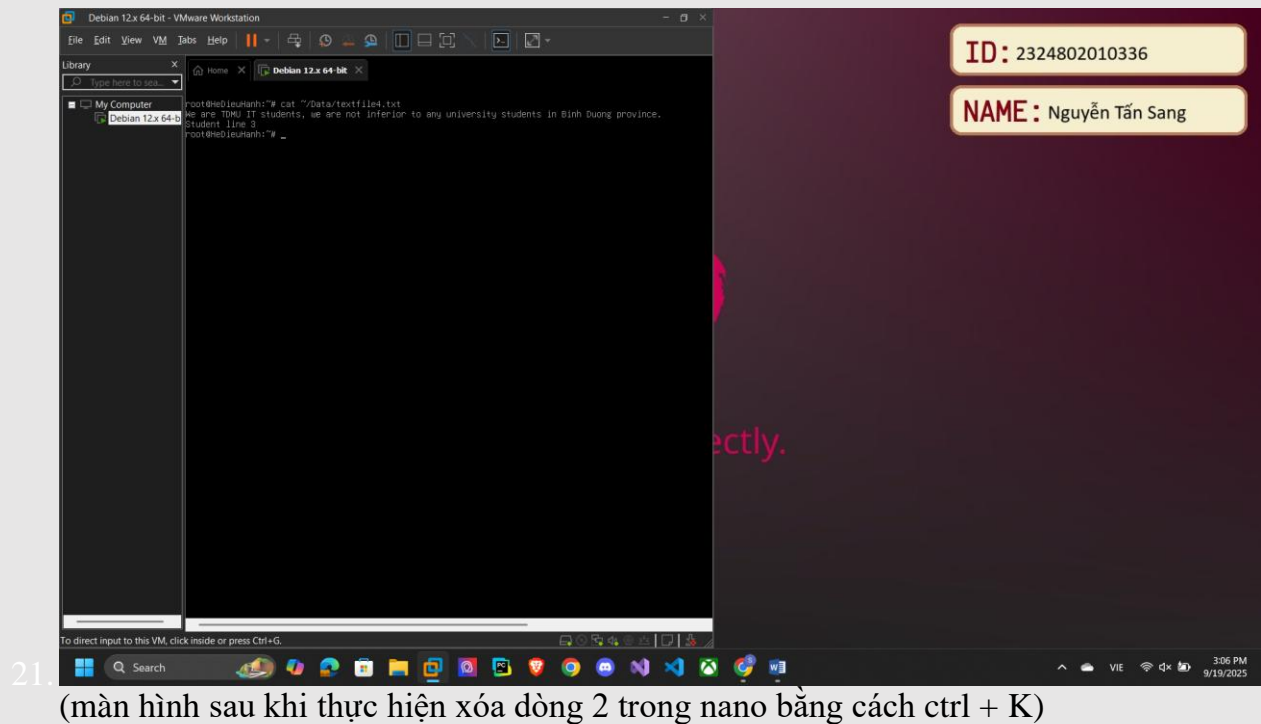 Debian 12.x 64-bit - VMware Workstation
File Edit View VM Tabs Help
Library
Type here to sea...
Home
Debian 12.x 64-bit
My Computer
Debian 12.x 64-b
root@HeDieuHanh:~# cat ~/Data/textfile4.txt
We are TDMU IT students, we are not inferior to any university students in Binh Duong province.
Student line 3
root@HeDieuHanh:~# _
ID: 2324802010336
NAME: Nguyễn Tấn Sang
ectly.
To direct input to this VM, click inside or press Ctrl+G.
21.
Search
VIE
3:06 PM
9/19/2025
(màn hình sau khi thực hiện xóa dòng 2 trong nano bằng cách ctrl + K)